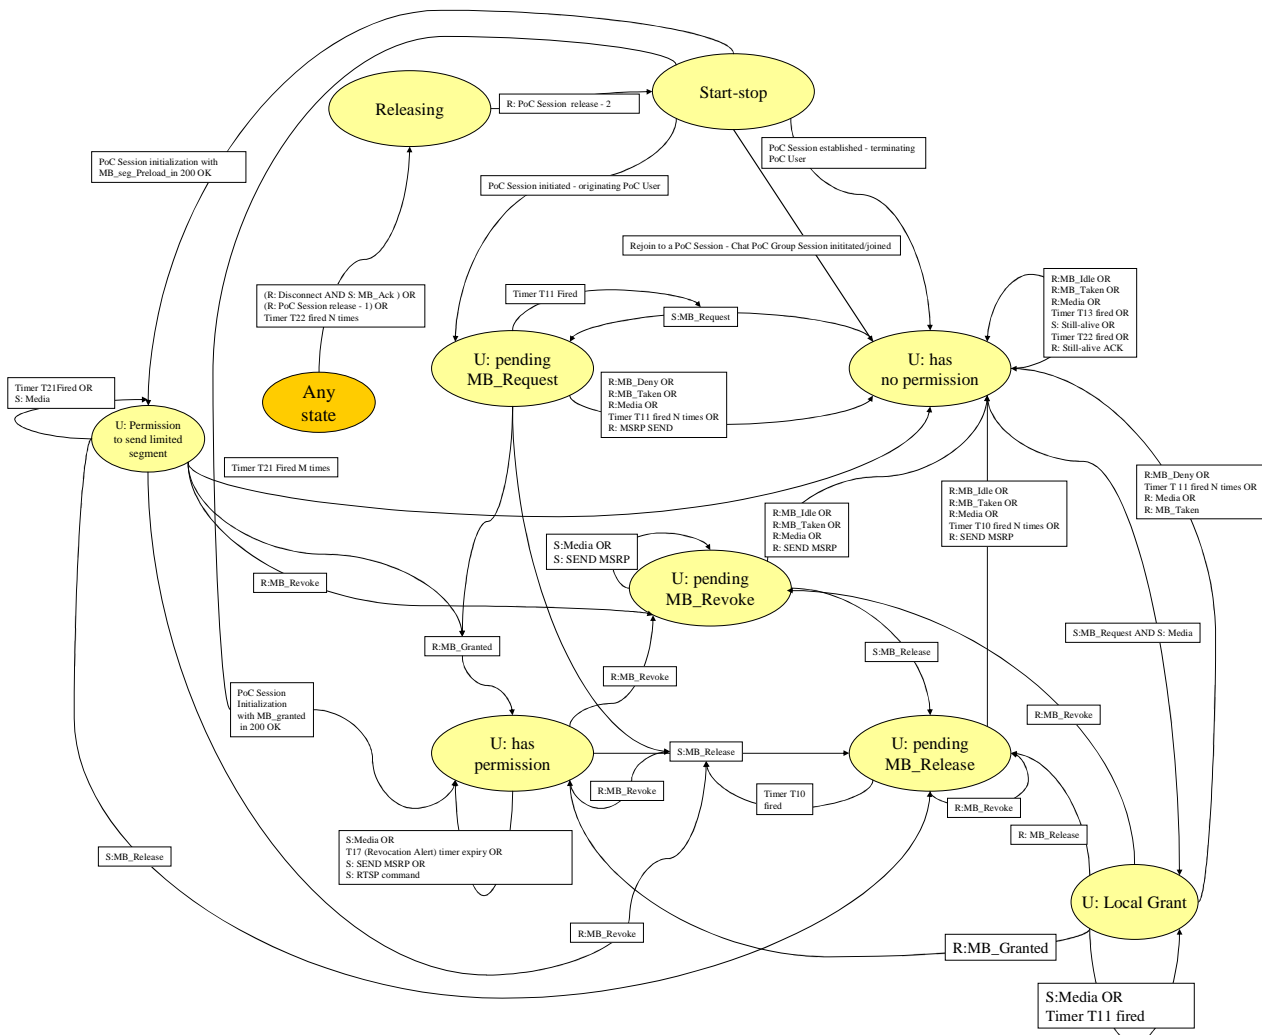 Start-stop
Releasing
R: PoC Session release - 2
PoC Session initialization with
MB_seg_Preload_in 200 OK
PoC Session established - terminating
PoC User
PoC Session initiated - originating PoC User
Rejoin to a PoC Session - Chat PoC Group Session inititated/joined
(R: Disconnect AND S: MB_Ack ) OR
(R: PoC Session release - 1) OR
Timer T22 fired N times
Timer T11 Fired
S:MB_Request
R:MB_Idle OR
R:MB_Taken OR
R:Media OR
Timer T13 fired OR
S: Still-alive OR
Timer T22 fired OR
R: Still-alive ACK
U: pending
MB_Request
U: has
no permission
Any
state
Timer T21Fired OR
S: Media
R:MB_Deny OR
R:MB_Taken OR
R:Media OR
Timer T11 fired N times OR
R: MSRP SEND
U: Permission
to send limited
segment
Timer T21 Fired M times
R:MB_Deny OR
Timer T 11 fired N times OR
R: Media OR
R: MB_Taken
R:MB_Idle OR
R:MB_Taken OR
R:Media OR
R: SEND MSRP
R:MB_Idle OR
R:MB_Taken OR
R:Media OR
Timer T10 fired N times OR
R: SEND MSRP
S:Media OR
S: SEND MSRP
U: pending
MB_Revoke
R:MB_Revoke
R:MB_Granted
S:MB_Release
S:MB_Request AND S: Media
R:MB_Revoke
PoC Session
Initialization
with MB_granted
in 200 OK
R:MB_Revoke
U: has
permission
S:MB_Release
U: pending
MB_Release
R:MB_Revoke
Timer T10
fired
R:MB_Revoke
R: MB_Release
S:Media OR
T17 (Revocation Alert) timer expiry OR
S: SEND MSRP OR
S: RTSP command
S:MB_Release
U: Local Grant
R:MB_Revoke
R:MB_Granted
S:Media OR
Timer T11 fired